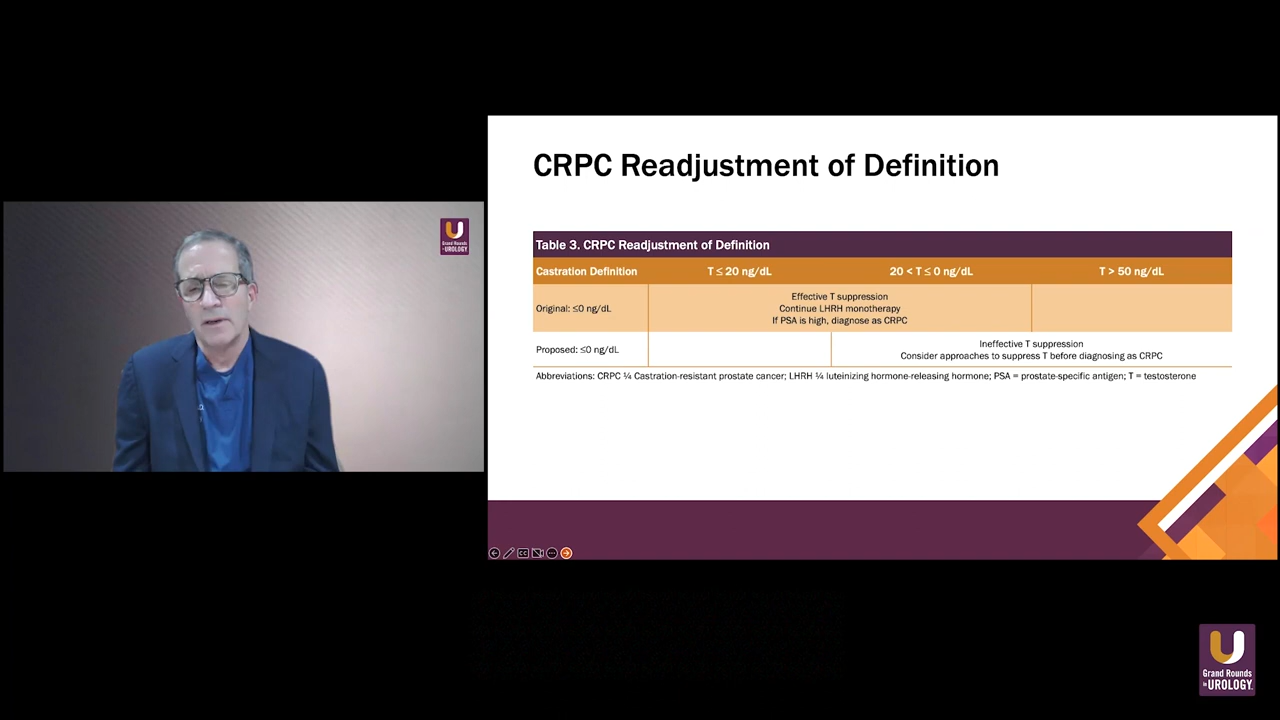 CRPC Readjustment of Definition
Table 3. CRPC Readjustment of Definition
Castration Definition T ≤ 20 ng/dL 20 < T ≤ 0 ng/dL T > 50 ng/dL
Original: ≤0 ng/dL
Effective T suppression
Continue LHRH monotherapy
If PSA is high, diagnose as CRPC
Proposed: ≤0 ng/dL
Ineffective T suppression
Consider approaches to suppress T before diagnosing as CRPC
Abbreviations: CRPC ¼ Castration-resistant prostate cancer; LHRH ¼ luteinizing hormone-releasing hormone; PSA = prostate-specific antigen; T = testosterone
Grand Rounds
in UROLOGY
Grand Rounds
in UROLOGY